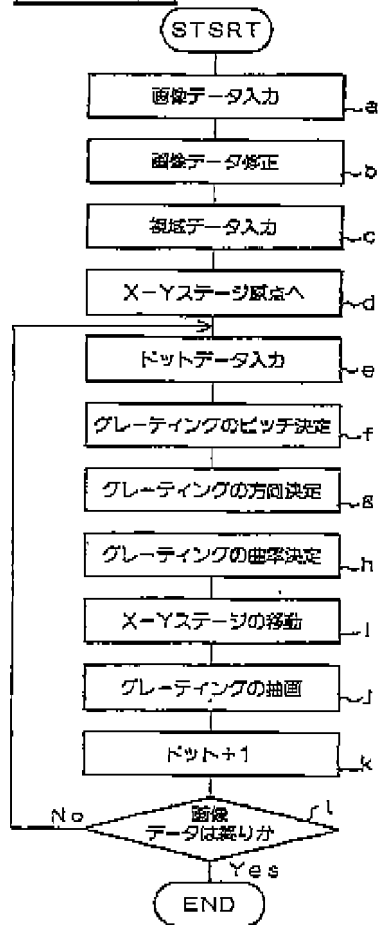 STSRT
画像データ入力 a
画像データ修正 b
視域データ入力 c
X-Yステージ原点へ d
ドットデータ入力 e
グレーティングのピッチ決定 f
グレーティングの方向決定 g
グレーティングの曲率決定 h
X-Yステージの移動 i
グレーティングの描画 j
ドット+1 k
画像 l
データは終りか
No
Yes
END